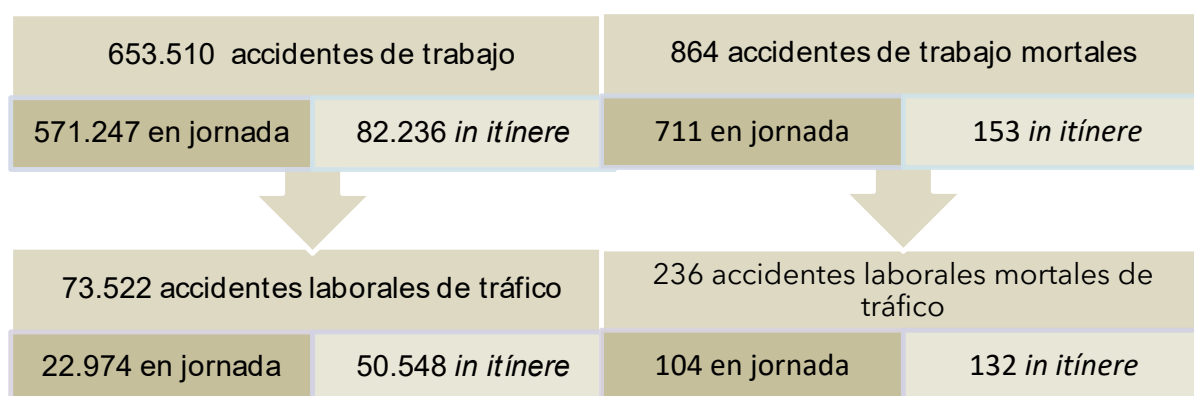 653.510 accidentes de trabajo
864 accidentes de trabajo mortales
571.247 en jornada
82.236 in itínere
711 en jornada
153 in itínere
73.522 accidentes laborales de tráfico
236 accidentes laborales mortales de
tráfico
22.974 en jornada
50.548 in itínere
104 en jornada
132 in itínere